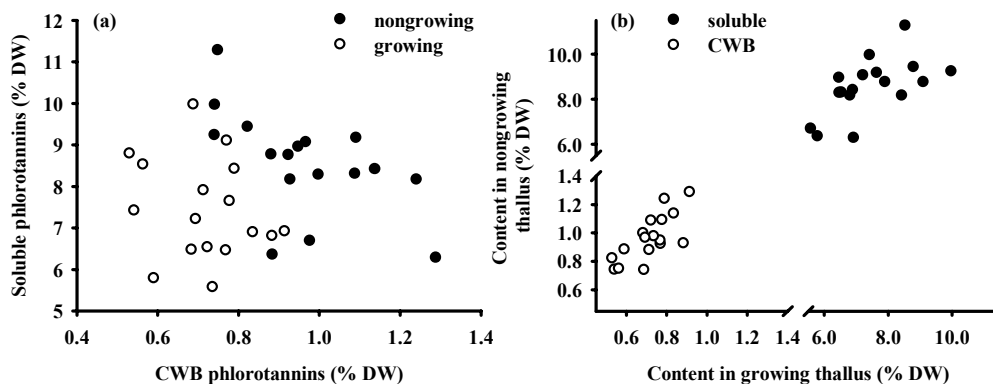 (a)
nongrowing
growing
Soluble phlorotannins (% DW)
12
11
10
9
8
7
6
5
0.4 0.6 0.8 1.0 1.2 1.4
CWB phlorotannins (% DW)
(b)
soluble
CWB
Content in nongrowing
thallus (% DW)
10.0
8.0
6.0
1.4
1.2
1.0
0.8
0.6
0.6 0.8 1.0 1.4 6.0 8.0 10.0
Content in growing thallus (% DW)